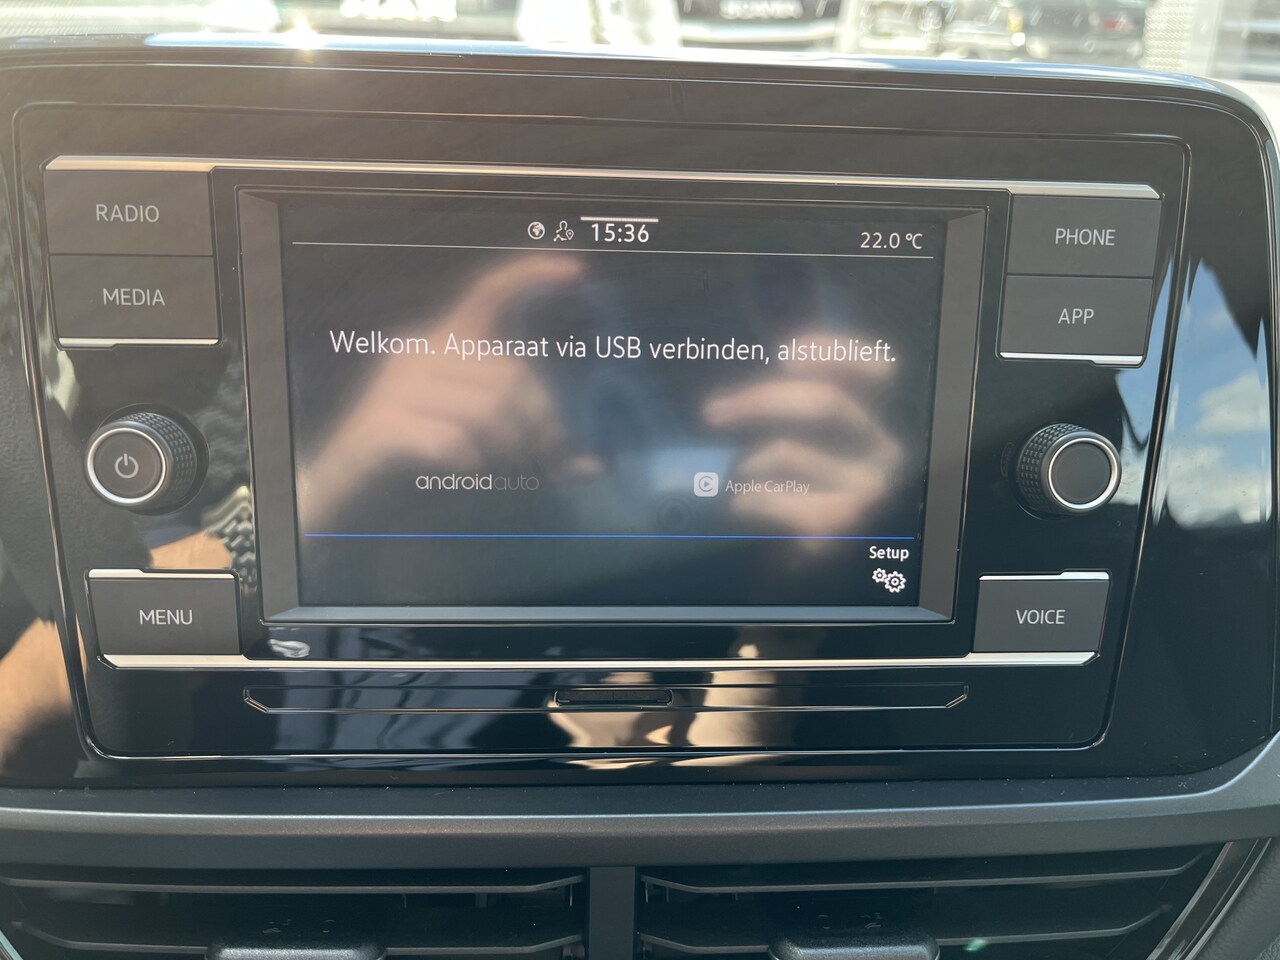 SCANIA
RADIO
MEDIA
15:36
22.0 °C
PHONE
APP
Welkom. Apparaat via USB verbinden, alstublieft.
androidauto
Apple CarPlay
Setup
MENU
VOICE